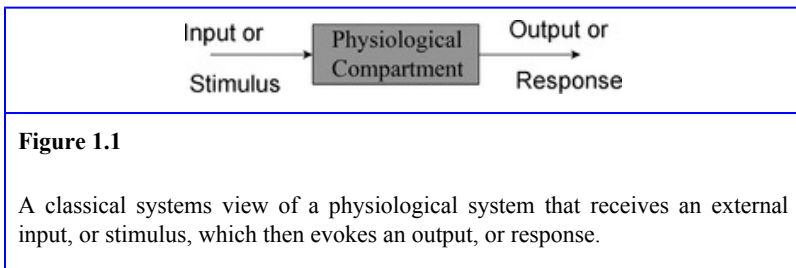 Input or
Stimulus
Physiological
Compartment
Output or
Response
Figure 1.1
A classical systems view of a physiological system that receives an external
input, or stimulus, which then evokes an output, or response.